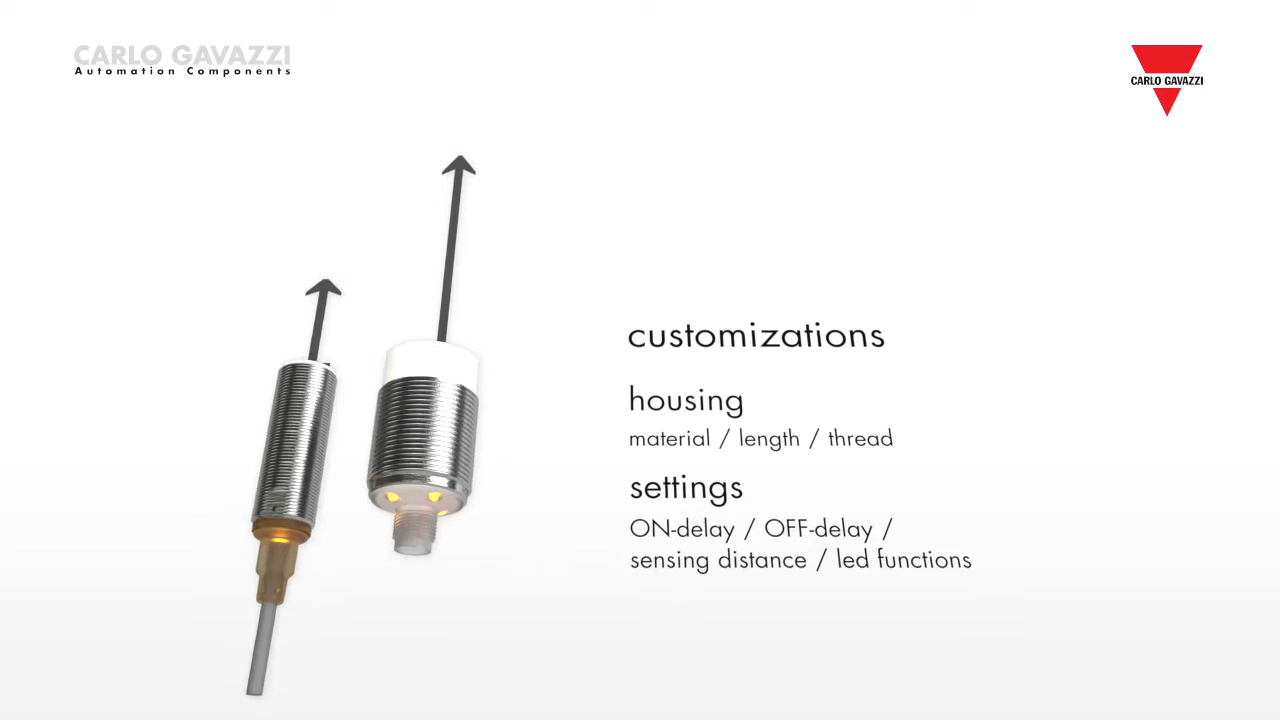 CARLO GAVAZZI
Automation Components
CARLO GAVAZZI
customizations
housing
material / length / thread
settings
ON-delay / OFF-delay /
sensing distance / led functions